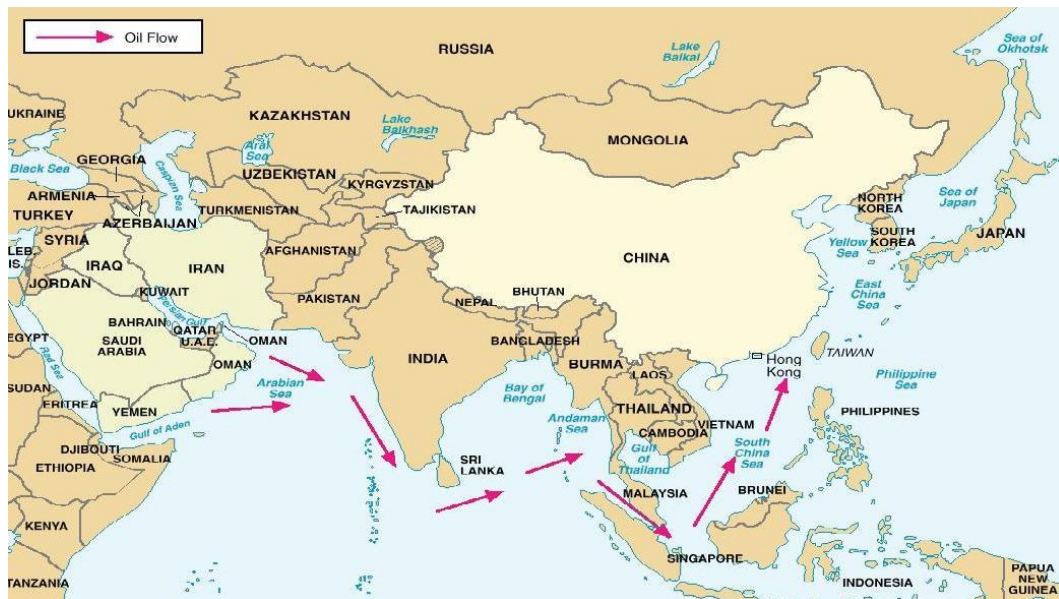 Oil Flow
RUSSIA
Sea of
Okhotsk
Lake
Baikal
UKRAINE
KAZAKHSTAN
Lake
Balkhash
MONGOLIA
Aral
Sea
GEORGIA
Black Sea
Caspian Sea
UZBEKISTAN
KYRGYZSTAN
ARMENIA
TURKMENISTAN
TAJIKISTAN
TURKEY
AZERBAIJAN
NORTH
KOREA
Sea of
Japan
SYRIA
AFGHANISTAN
SOUTH
KOREA
JAPAN
LEB.
IS.
IRAQ
IRAN
CHINA
Yellow
Sea
JORDAN
KUWAIT
PAKISTAN
NEPAL
BHUTAN
East
China
Sea
Persian Gulf
BAHRAIN
QATAR
U.A.E.
OMAN
EGYPT
SAUDI
ARABIA
BANGLADESH
INDIA
Hong
Kong
TAIWAN
Red Sea
OMAN
BURMA
LAOS
SUDAN
Arabian
Sea
Bay of
Bengal
Philippine
Sea
ERITREA
YEMEN
THAILAND
PHILIPPINES
Andaman
Sea
VIETNAM
Gulf of Aden
CAMBODIA
DJIBOUTI
SOMALIA
ETHIOPIA
SRI
LANKA
Gulf
of
Thailand
South
China
Sea
MALAYSIA
BRUNEI
KENYA
SINGAPORE
TANZANIA
INDONESIA
PAPUA
NEW
GUINEA